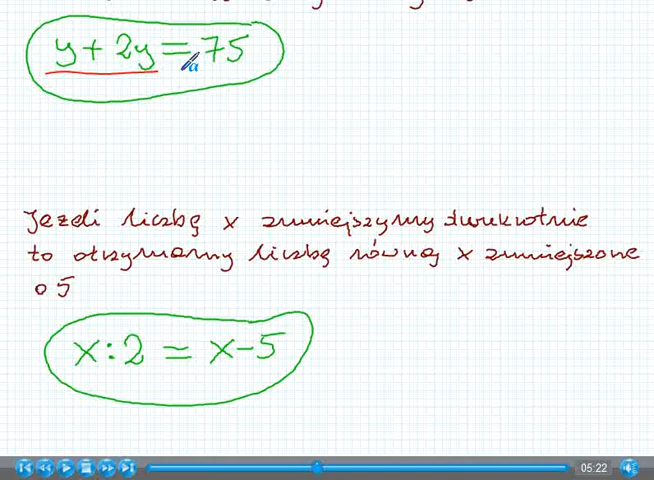 y + 2y = 75
Jeżeli liczbę x zmniejszymy dwukrotnie
to otrzymamy liczbę równą x zmniejszone
o 5
x : 2 = x - 5
05:22